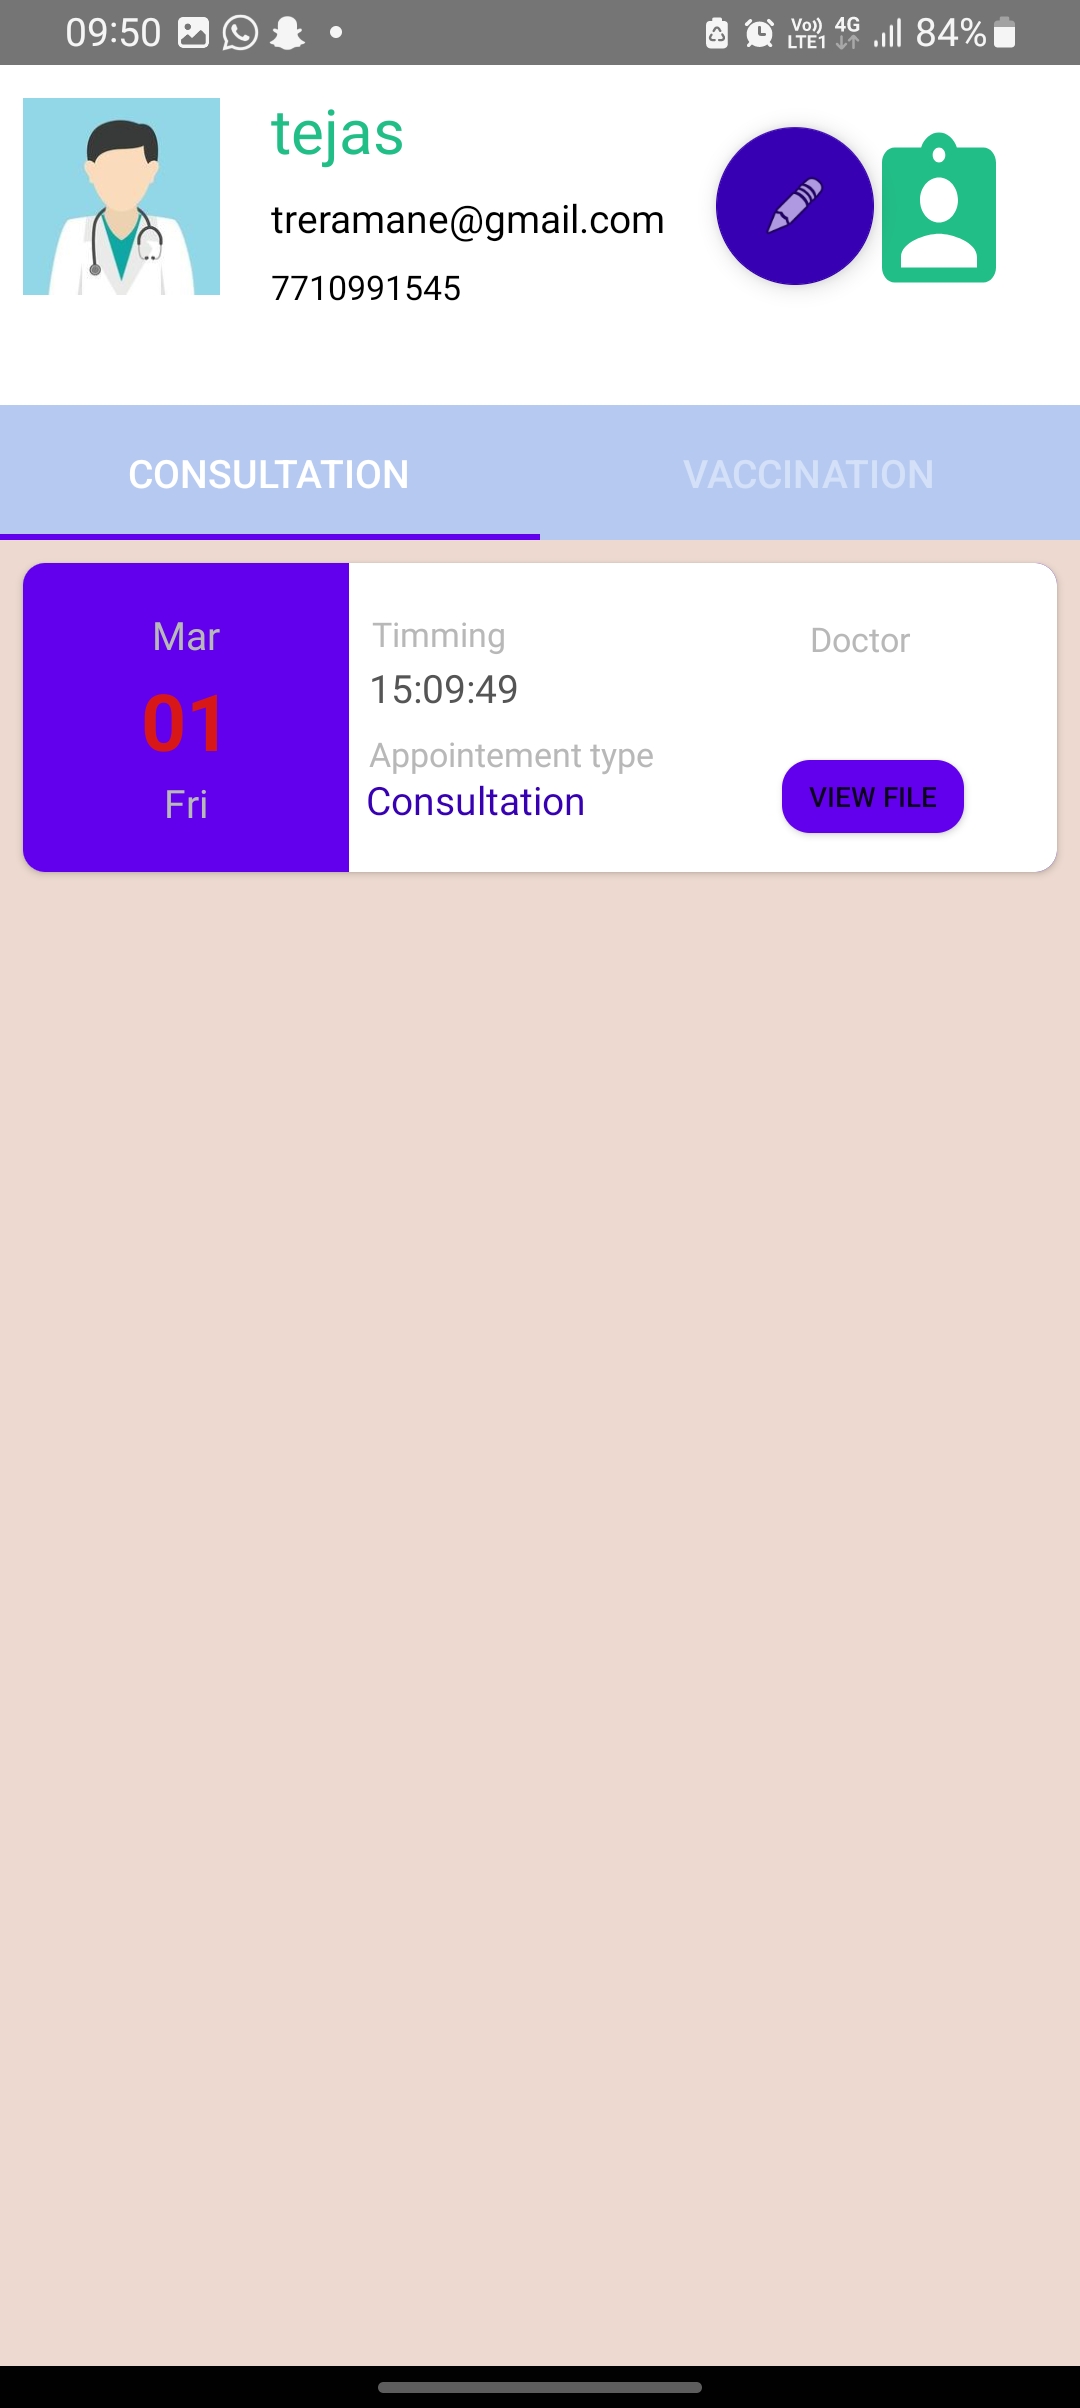 09:50
Vo)) LTE1 4G 84%
tejas
treramane@gmail.com
7710991545
CONSULTATION
VACCINATION
Mar
01
Fri
Timming
15:09:49
Appointement type
Consultation
Doctor
VIEW FILE